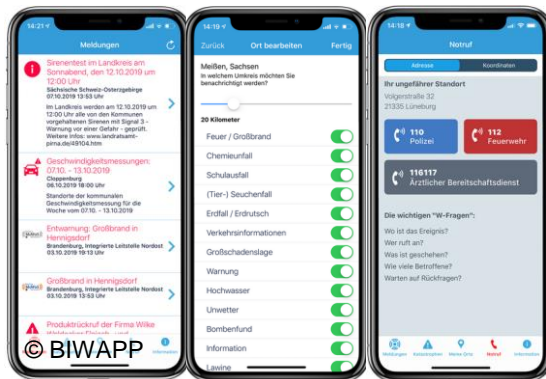 14:21
Meldungen
Sirenentest im Landkreis am
Sonnabend, den 12.10.2019 um
12:00 Uhr
Sächsische Schweiz-Osterzgebirge
07.10.2019 13:53 Uhr
Im Landkreis werden am 12.10.2019 um
12:00 Uhr alle von den Kommunen
vorgehaltenen Sirenen mit Signal 3 -
Warnung vor einer Gefahr - geprüft.
Weitere Infos: www.landratsamt-
pirna.de/49104.htm
Geschwindigkeitsmessungen:
07.10. - 13.10.2019
Cloppenburg
06.10.2019 18:00 Uhr
Standorte der kommunalen
Geschwindigkeitsmessung für die
Woche vom 07.10. - 13.10.2019
Entwarnung: Großbrand in
Hennigsdorf
Brandenburg, Integrierte Leitstelle Nordost
03.10.2019 19:13 Uhr
Großbrand in Hennigsdorf
Brandenburg, Integrierte Leitstelle Nordost
03.10.2019 13:53 Uhr
Produktrückruf der Firma Wilke
© BIWAPP
Information
14:19
Zurück Ort bearbeiten Fertig
Meißen, Sachsen
In welchem Umkreis möchten Sie
benachrichtigt werden?
20 Kilometer
Feuer / Großbrand
Chemieunfall
Schulausfall
(Tier-) Seuchenfall
Erdfall / Erdrutsch
Verkehrsinformationen
Großschadenslage
Warnung
Hochwasser
Unwetter
Bombenfund
Information
Lawine
14:18
Notruf
Adresse Koordinaten
Ihr ungefährer Standort
Volgerstraße 32
21335 Lüneburg
110
Polizei
112
Feuerwehr
116117
Ärztlicher Bereitschaftsdienst
Die wichtigen "W-Fragen":
Wo ist das Ereignis?
Wer ruft an?
Was ist geschehen?
Wie viele Betroffene?
Warten auf Rückfragen?
Meldungen Katastrophen Meine Orte Notruf Information